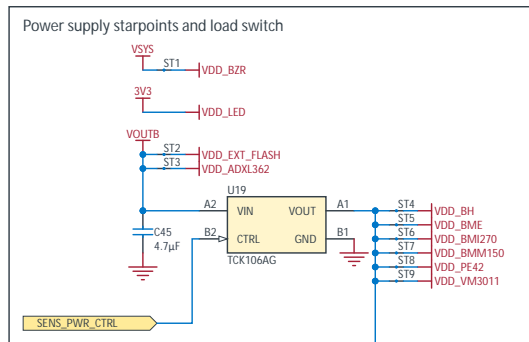 Power supply starpoints and load switch
VSYS
ST1
VDD_BZR
3V3
VDD_LED
VOUTB
ST2
VDD_EXT_FLASH
ST3
VDD_ADXL362
U19
A2 VIN VOUT A1
B2 CTRL GND B1
TCK106AG
C45
4.7µF
ST4
VDD_BH
ST5
VDD_BME
ST6
VDD_BMI270
ST7
VDD_BMM150
ST8
VDD_PE42
ST9
VDD_VM3011
SENS_PWR_CTRL